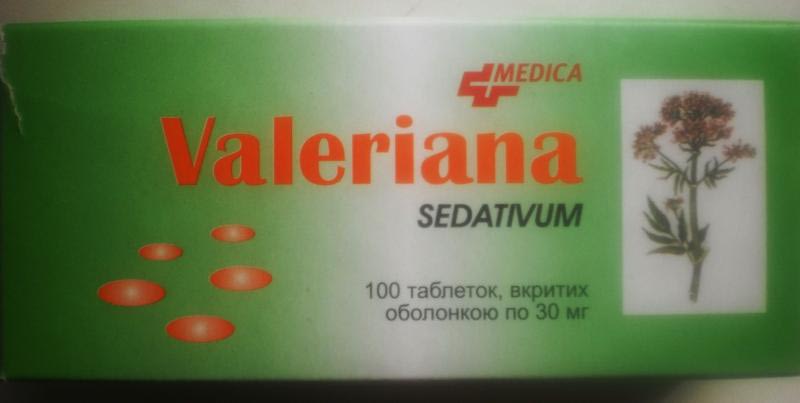 MEDICA
Valeriana
SEDATIVUM
100 таблеток, вкритих
оболонкою по 30 мг